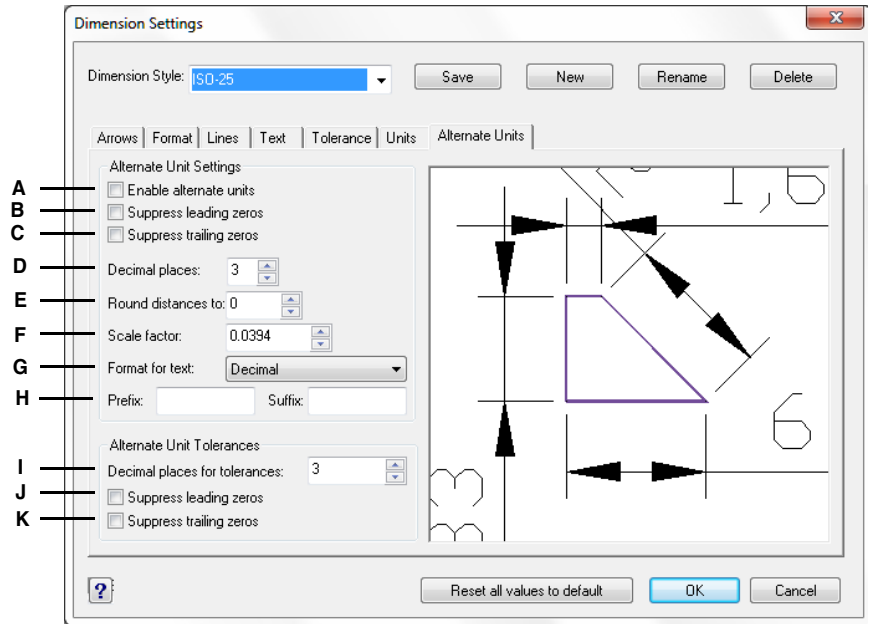 Dimension Settings
Dimension Style: ISO-25 Save New Rename Delete
Arrows Format Lines Text Tolerance Units Alternate Units
Alternate Unit Settings
A Enable alternate units
B Suppress leading zeros
C Suppress trailing zeros
D Decimal places: 3
E Round distances to: 0
F Scale factor: 0.0394
G Format for text: Decimal
H Prefix: Suffix:
Alternate Unit Tolerances
I Decimal places for tolerances: 3
J Suppress leading zeros
K Suppress trailing zeros
6
? Reset all values to default OK Cancel